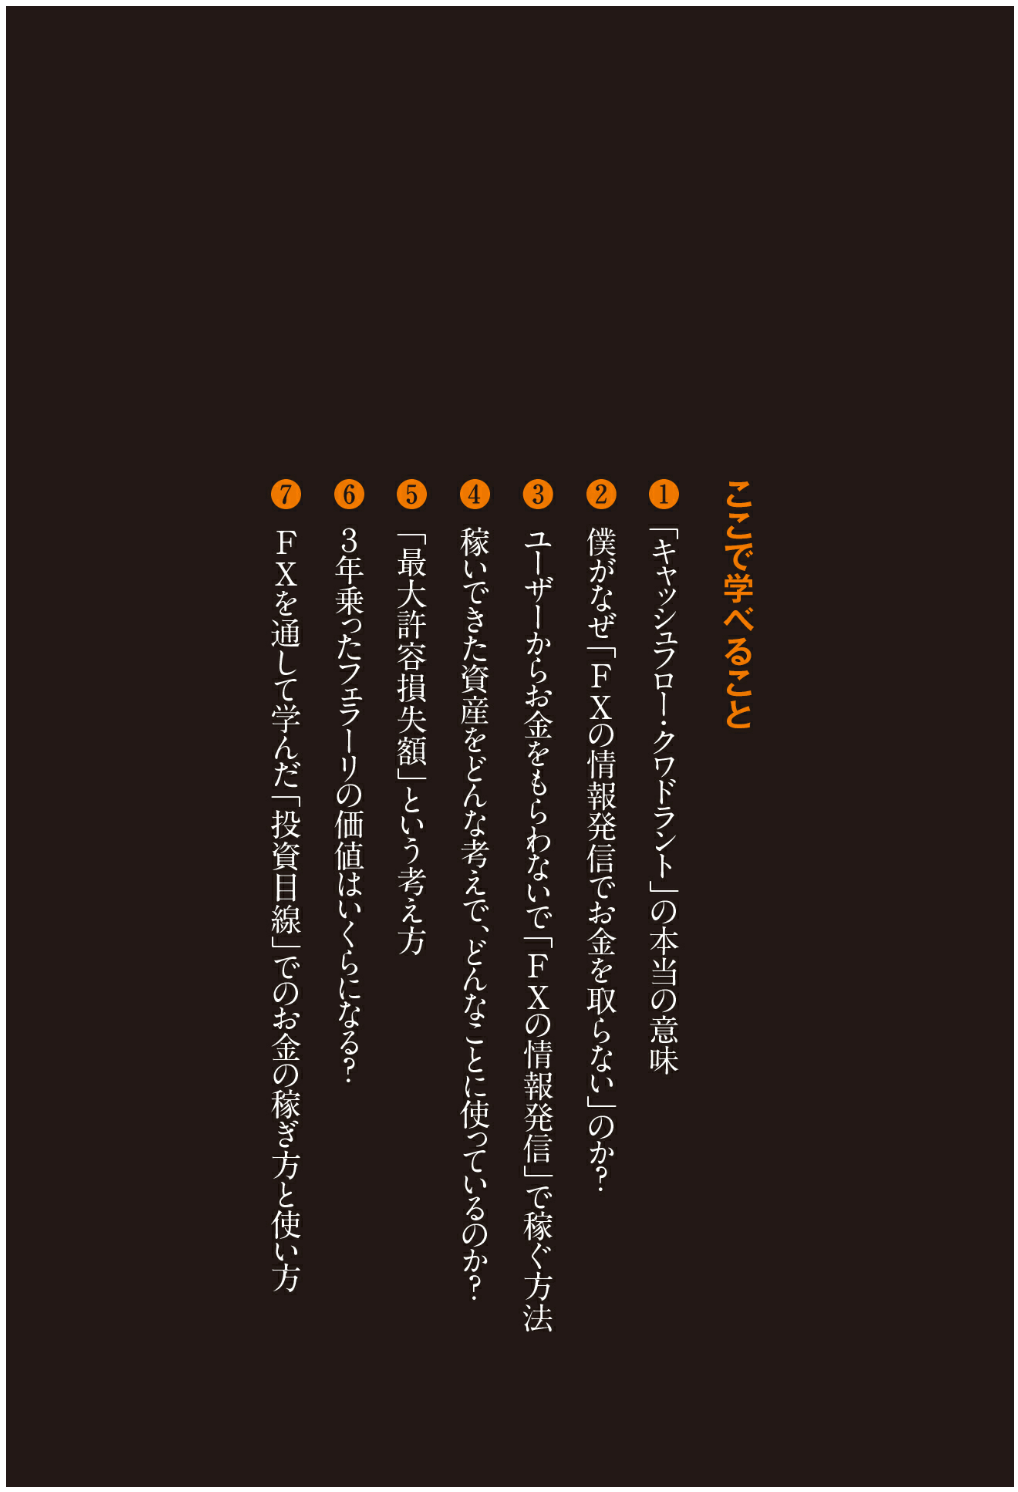 ここで学べること
❶ 「キャッシュフロー・クワドラント」の本当の意味
❷ 僕がなぜ「ＦＸの情報発信でお金を取らない」のか？
❸ ユーザーからお金をもらわないで「ＦＸの情報発信」で稼ぐ方法
❹ 稼いできた資産をどんな考えで、どんなことに使っているのか？
❺ 「最大許容損失額」という考え方
❻ ３年乗ったフェラーリの価値はいくらになる？
❼ ＦＸを通して学んだ「投資目線」でのお金の稼ぎ方と使い方